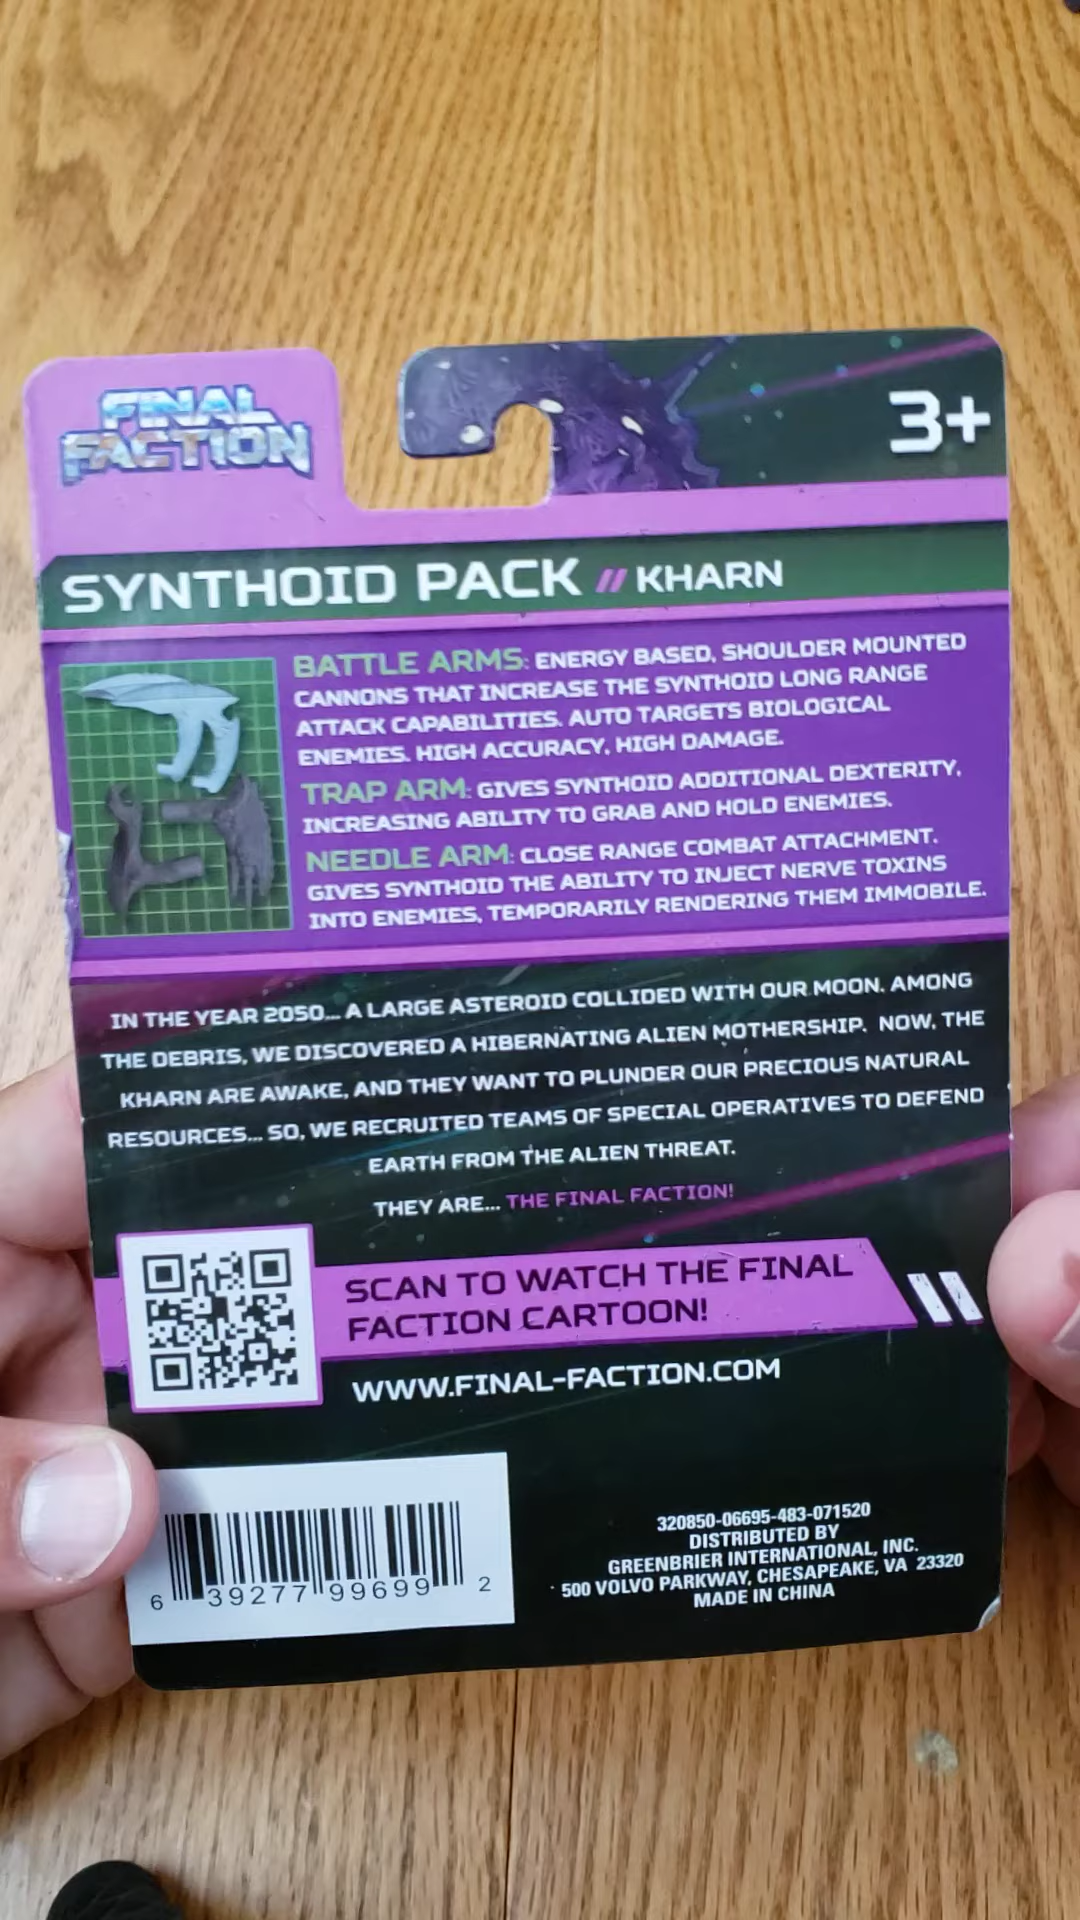 FINAL
FACTION
3+
SYNTHOID PACK // KHARN
BATTLE ARMS: ENERGY BASED, SHOULDER MOUNTED
CANNONS THAT INCREASE THE SYNTHOID LONG RANGE
ATTACK CAPABILITIES. AUTO TARGETS BIOLOGICAL
ENEMIES. HIGH ACCURACY, HIGH DAMAGE.
TRAP ARM: GIVES SYNTHOID ADDITIONAL DEXTERITY,
INCREASING ABILITY TO GRAB AND HOLD ENEMIES.
NEEDLE ARM: CLOSE RANGE COMBAT ATTACHMENT.
GIVES SYNTHOID THE ABILITY TO INJECT NERVE TOXINS
INTO ENEMIES, TEMPORARILY RENDERING THEM IMMOBILE.
IN THE YEAR 2050... A LARGE ASTEROID COLLIDED WITH OUR MOON. AMONG
THE DEBRIS, WE DISCOVERED A HIBERNATING ALIEN MOTHERSHIP. NOW, THE
KHARN ARE AWAKE, AND THEY WANT TO PLUNDER OUR PRECIOUS NATURAL
RESOURCES... SO, WE RECRUITED TEAMS OF SPECIAL OPERATIVES TO DEFEND
EARTH FROM THE ALIEN THREAT.
THEY ARE... THE FINAL FACTION!
SCAN TO WATCH THE FINAL
FACTION CARTOON!
WWW.FINAL-FACTION.COM
6 39277 99699 2
320850-06695-483-071520
DISTRIBUTED BY
GREENBRIER INTERNATIONAL, INC.
500 VOLVO PARKWAY, CHESAPEAKE, VA 23320
MADE IN CHINA